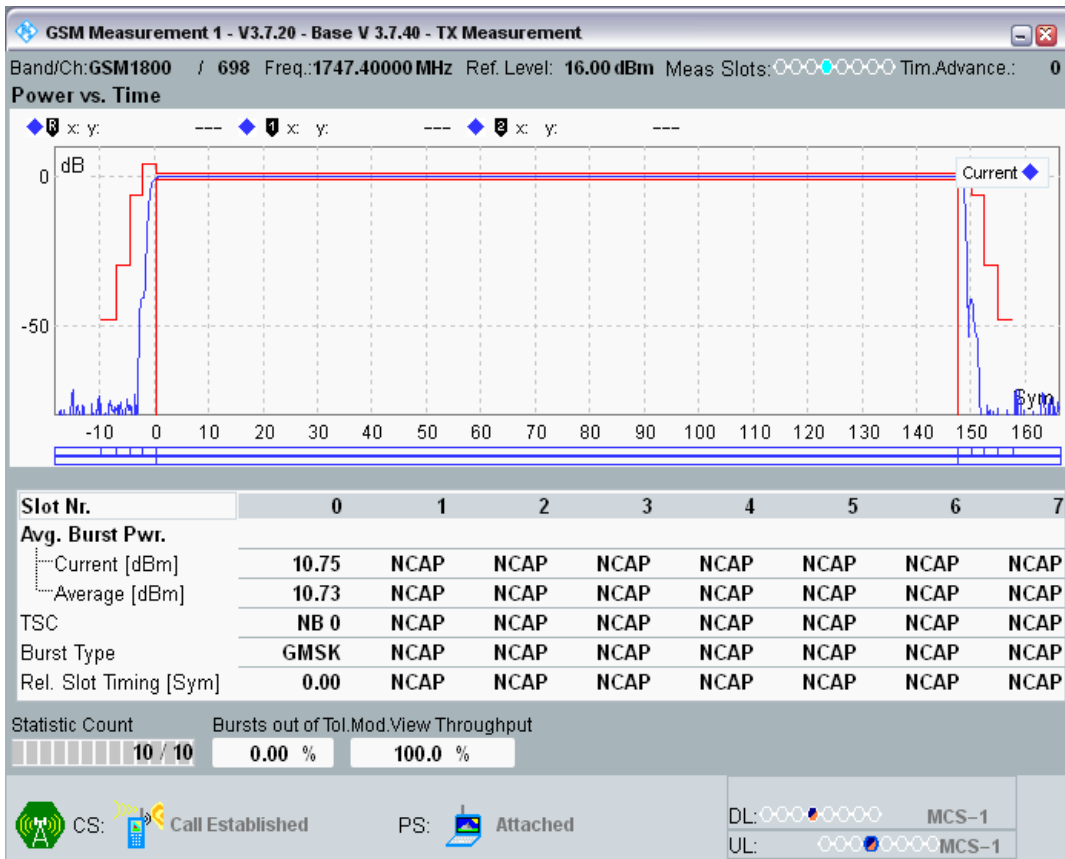 GSM Measurement 1 - V3.7.20 - Base V 3.7.40 - TX Measurement
Band/Ch:GSM1800 / 698 Freq.:1747.40000 MHz Ref. Level: 16.00 dBm Meas Slots: Tim.Advance.: 0
Power vs. Time
R x: y: --- 1 x: y: --- 2 x: y: ---
dB
Current
0
-50
Sym
-10 0 10 20 30 40 50 60 70 80 90 100 110 120 130 140 150 160
Slot Nr. 0 1 2 3 4 5 6 7
Avg. Burst Pwr.
Current [dBm] 10.75 NCAP NCAP NCAP NCAP NCAP NCAP NCAP
Average [dBm] 10.73 NCAP NCAP NCAP NCAP NCAP NCAP NCAP
TSC NB 0 NCAP NCAP NCAP NCAP NCAP NCAP NCAP
Burst Type GMSK NCAP NCAP NCAP NCAP NCAP NCAP NCAP
Rel. Slot Timing [Sym] 0.00 NCAP NCAP NCAP NCAP NCAP NCAP NCAP
Statistic Count Bursts out of Tol.Mod.View Throughput
10 / 10 0.00 % 100.0 %
CS: Call Established PS: Attached
DL: MCS-1
UL: MCS-1